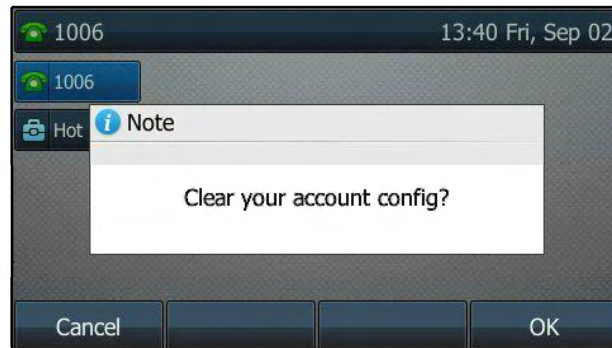 1006 13:40 Fri, Sep 02
1006
Hot
Note
Clear your account config?
Cancel OK